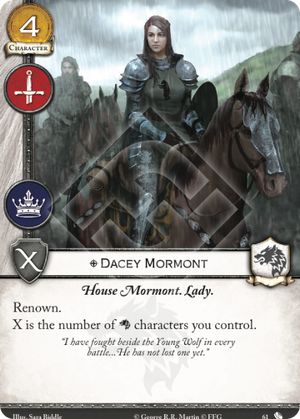 4
CHARACTER
X
DACEY MORMONT
House Mormont. Lady.
Renown.
X is the number of characters you control.
"I have fought beside the Young Wolf in every
battle...He has not lost one yet."
Illus. Sara Biddle © George R.R. Martin © FFG 61